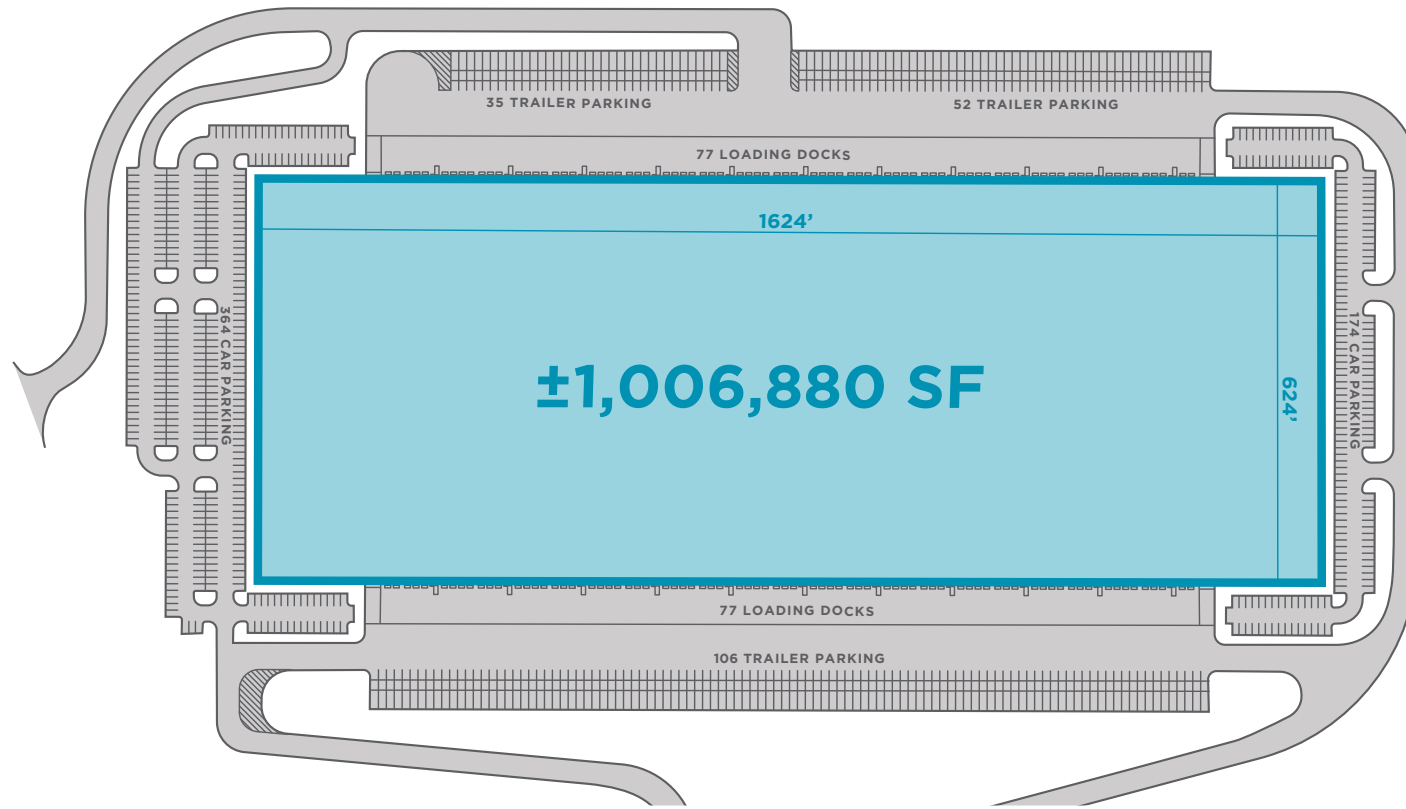 35 TRAILER PARKING
52 TRAILER PARKING
77 LOADING DOCKS
1624’
364 CAR PARKING
±1,006,880 SF
624’
174 CAR PARKING
77 LOADING DOCKS
106 TRAILER PARKING